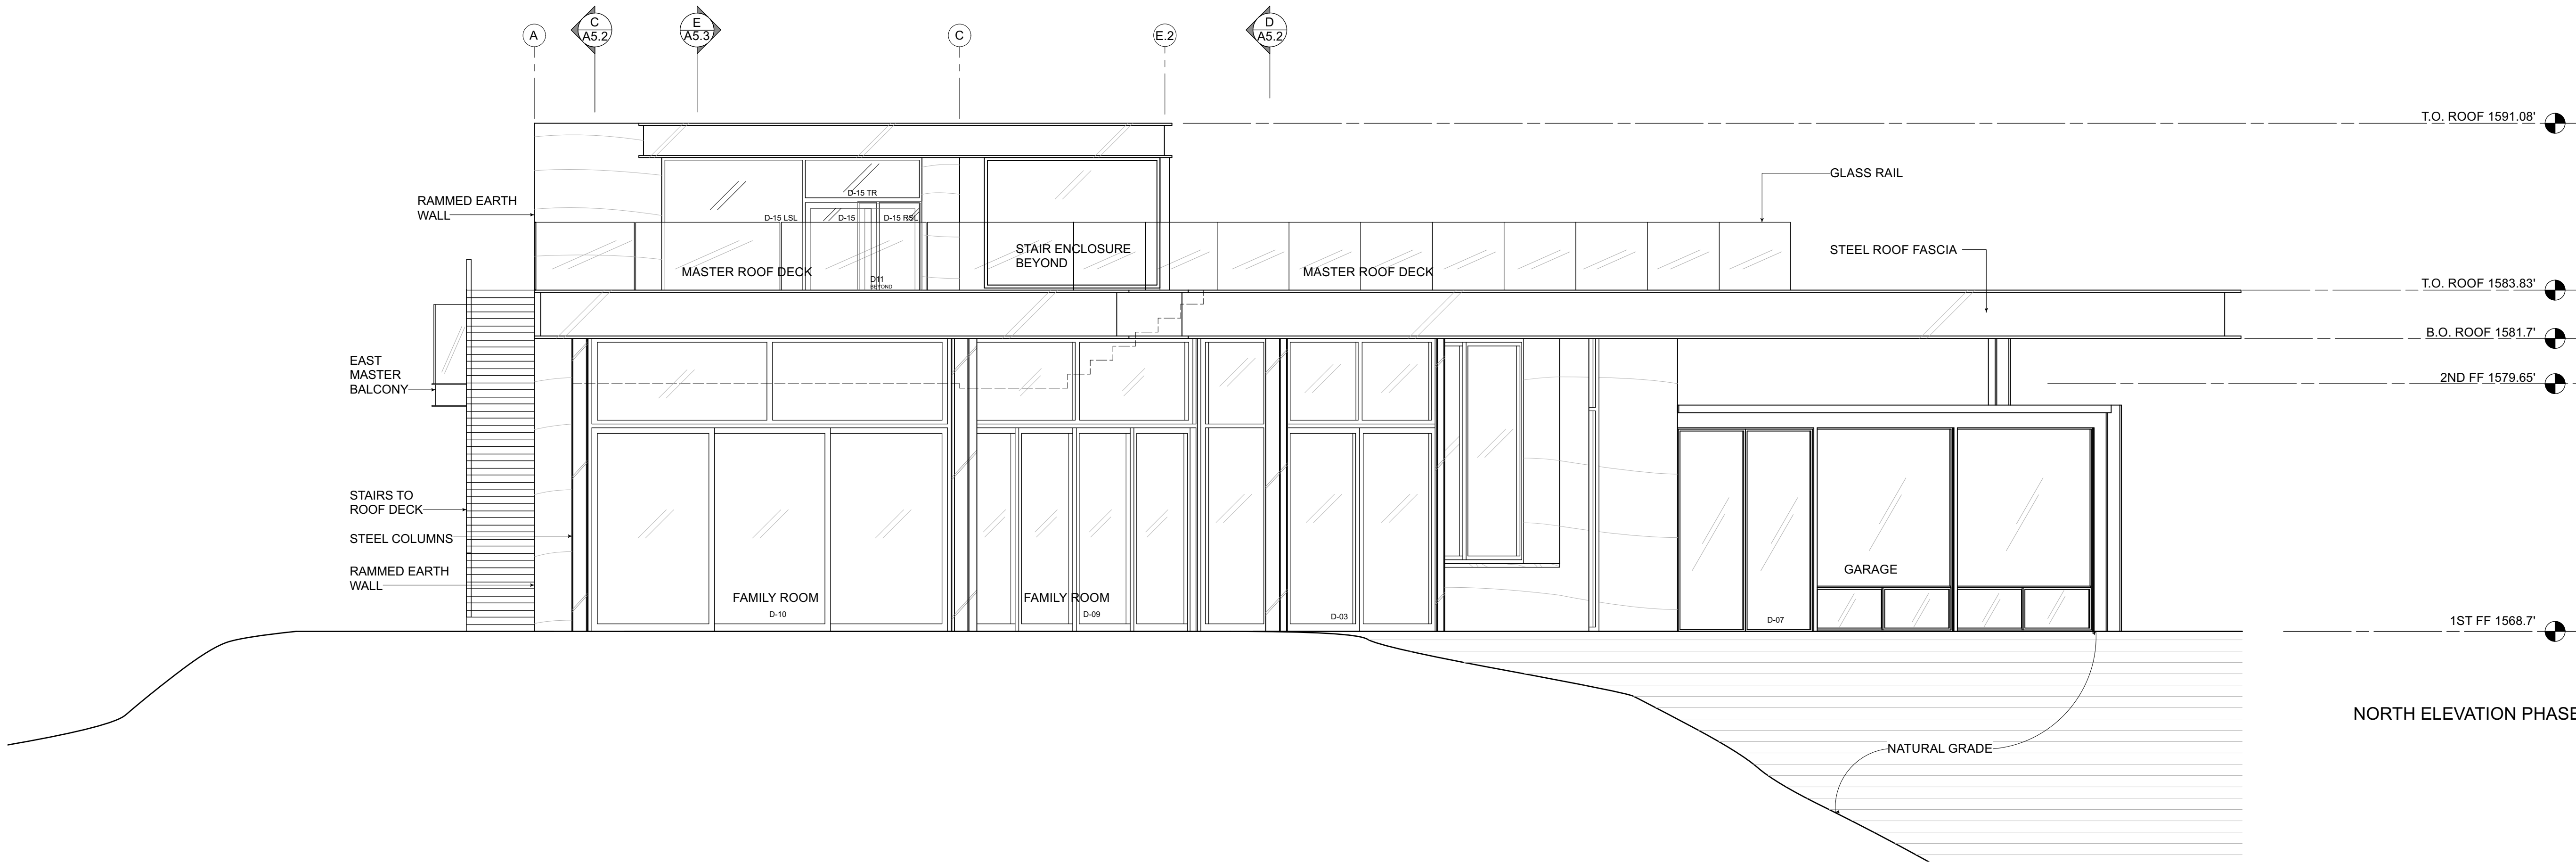 A
C
A5.2
E
A5.3
C
E.2
D
A5.2
T.O. ROOF 1591.08'
GLASS RAIL
RAMMED EARTH
WALL
D-15 TR
D-15 LSL
D-15
D-15 RSL
STAIR ENCLOSURE
BEYOND
STEEL ROOF FASCIA
MASTER ROOF DECK
D11
BEYOND
MASTER ROOF DECK
T.O. ROOF 1583.83'
B.O. ROOF 1581.7'
EAST
MASTER
BALCONY
2ND FF 1579.65'
STAIRS TO
ROOF DECK
STEEL COLUMNS
RAMMED EARTH
WALL
GARAGE
FAMILY ROOM
D-10
FAMILY ROOM
D-09
D-03
D-07
1ST FF 1568.7'
NORTH ELEVATION PHASE
NATURAL GRADE